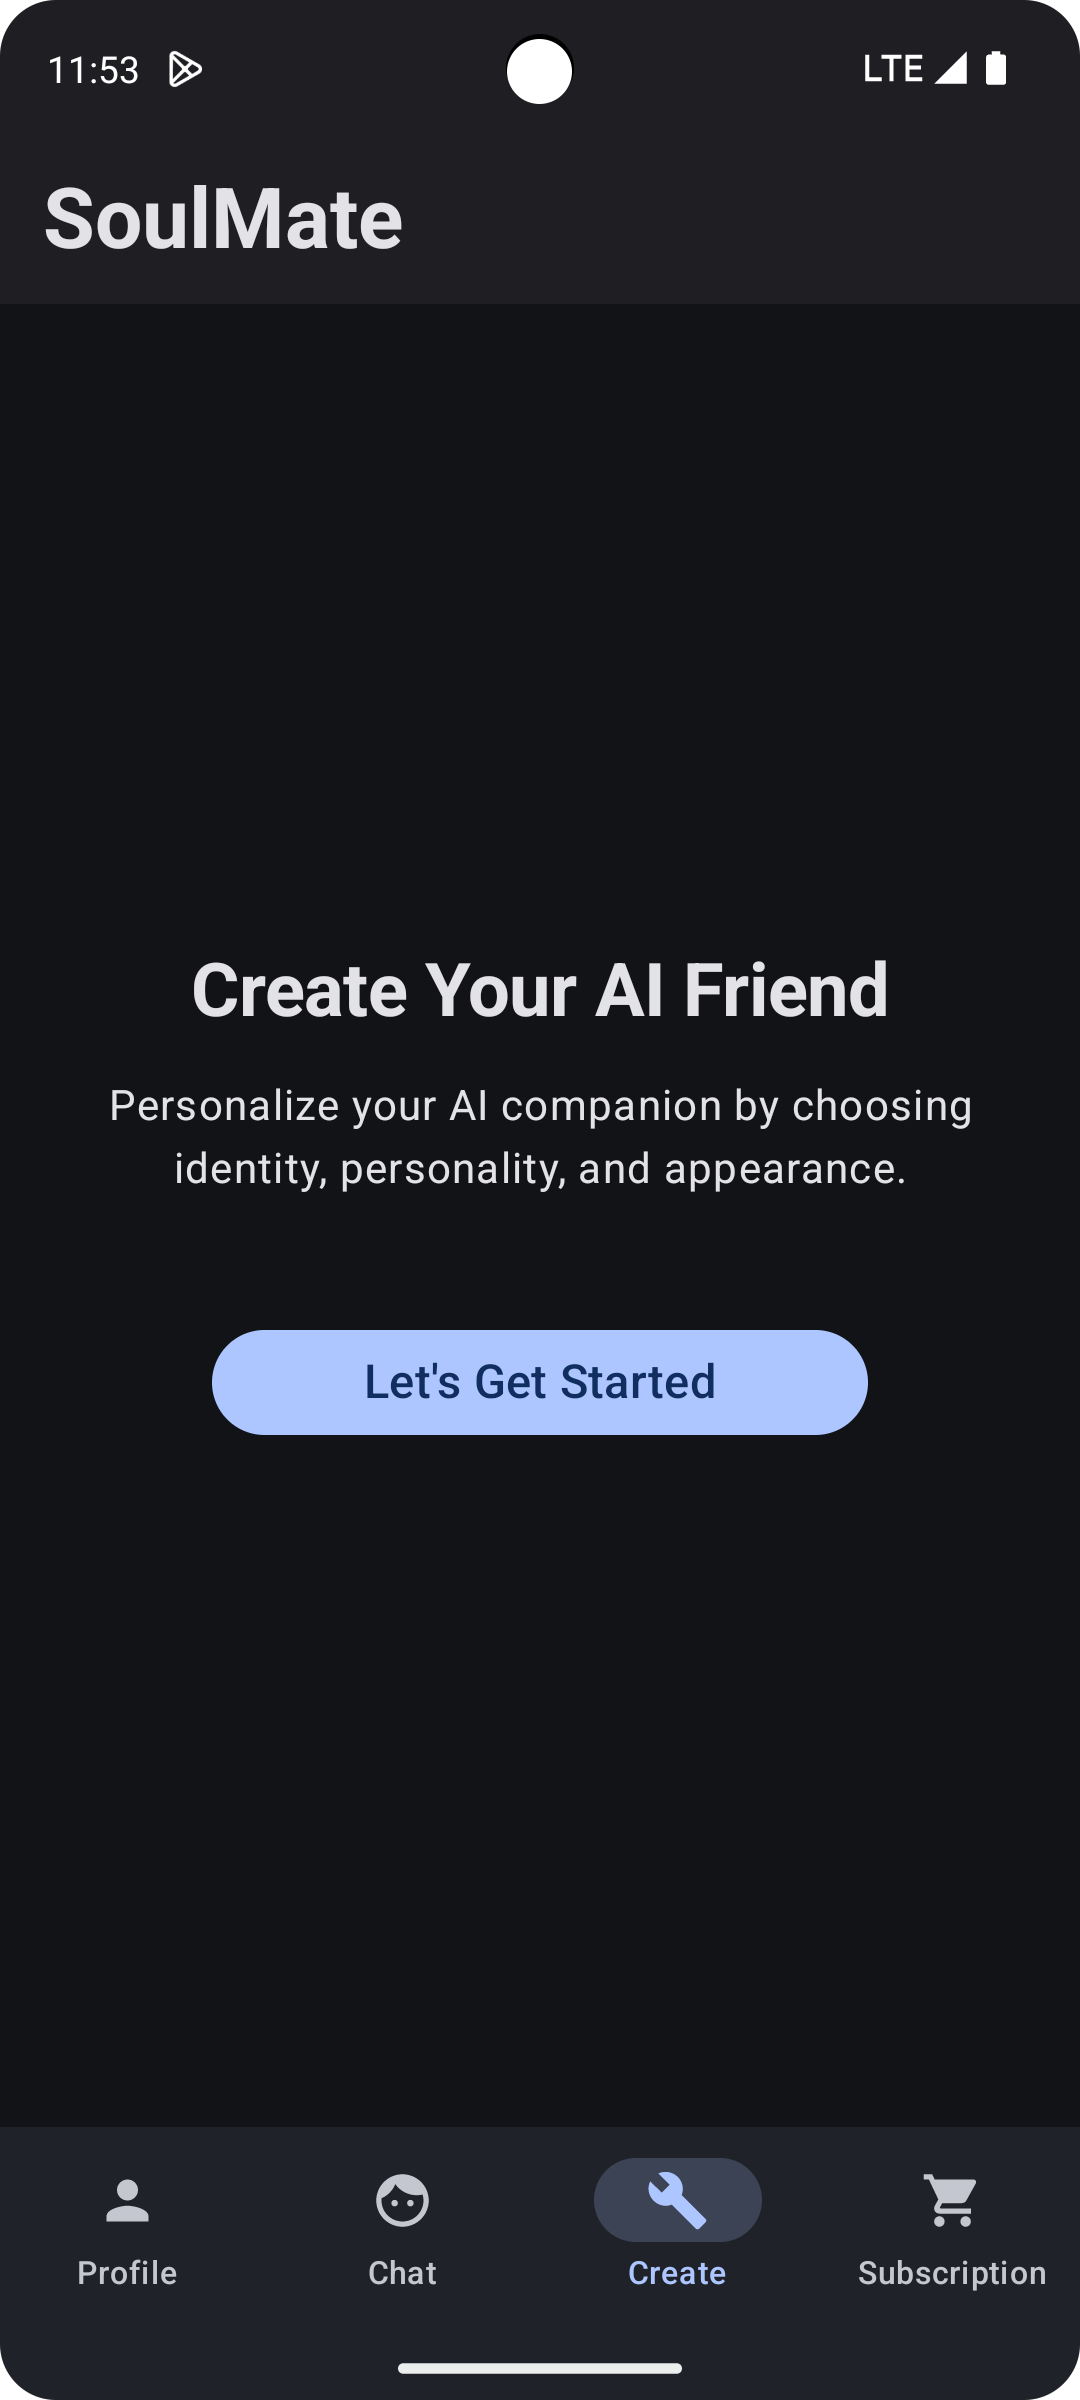 11:53
LTE
SoulMate
Create Your AI Friend
Personalize your AI companion by choosing
identity, personality, and appearance.
Let's Get Started
Profile
Chat
Create
Subscription